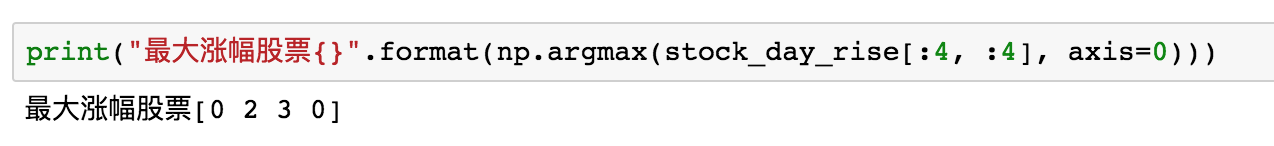 print("最大涨幅股票{}".format(np.argmax(stock_day_rise[:4, :4], axis=0)))
最大涨幅股票[0 2 3 0]